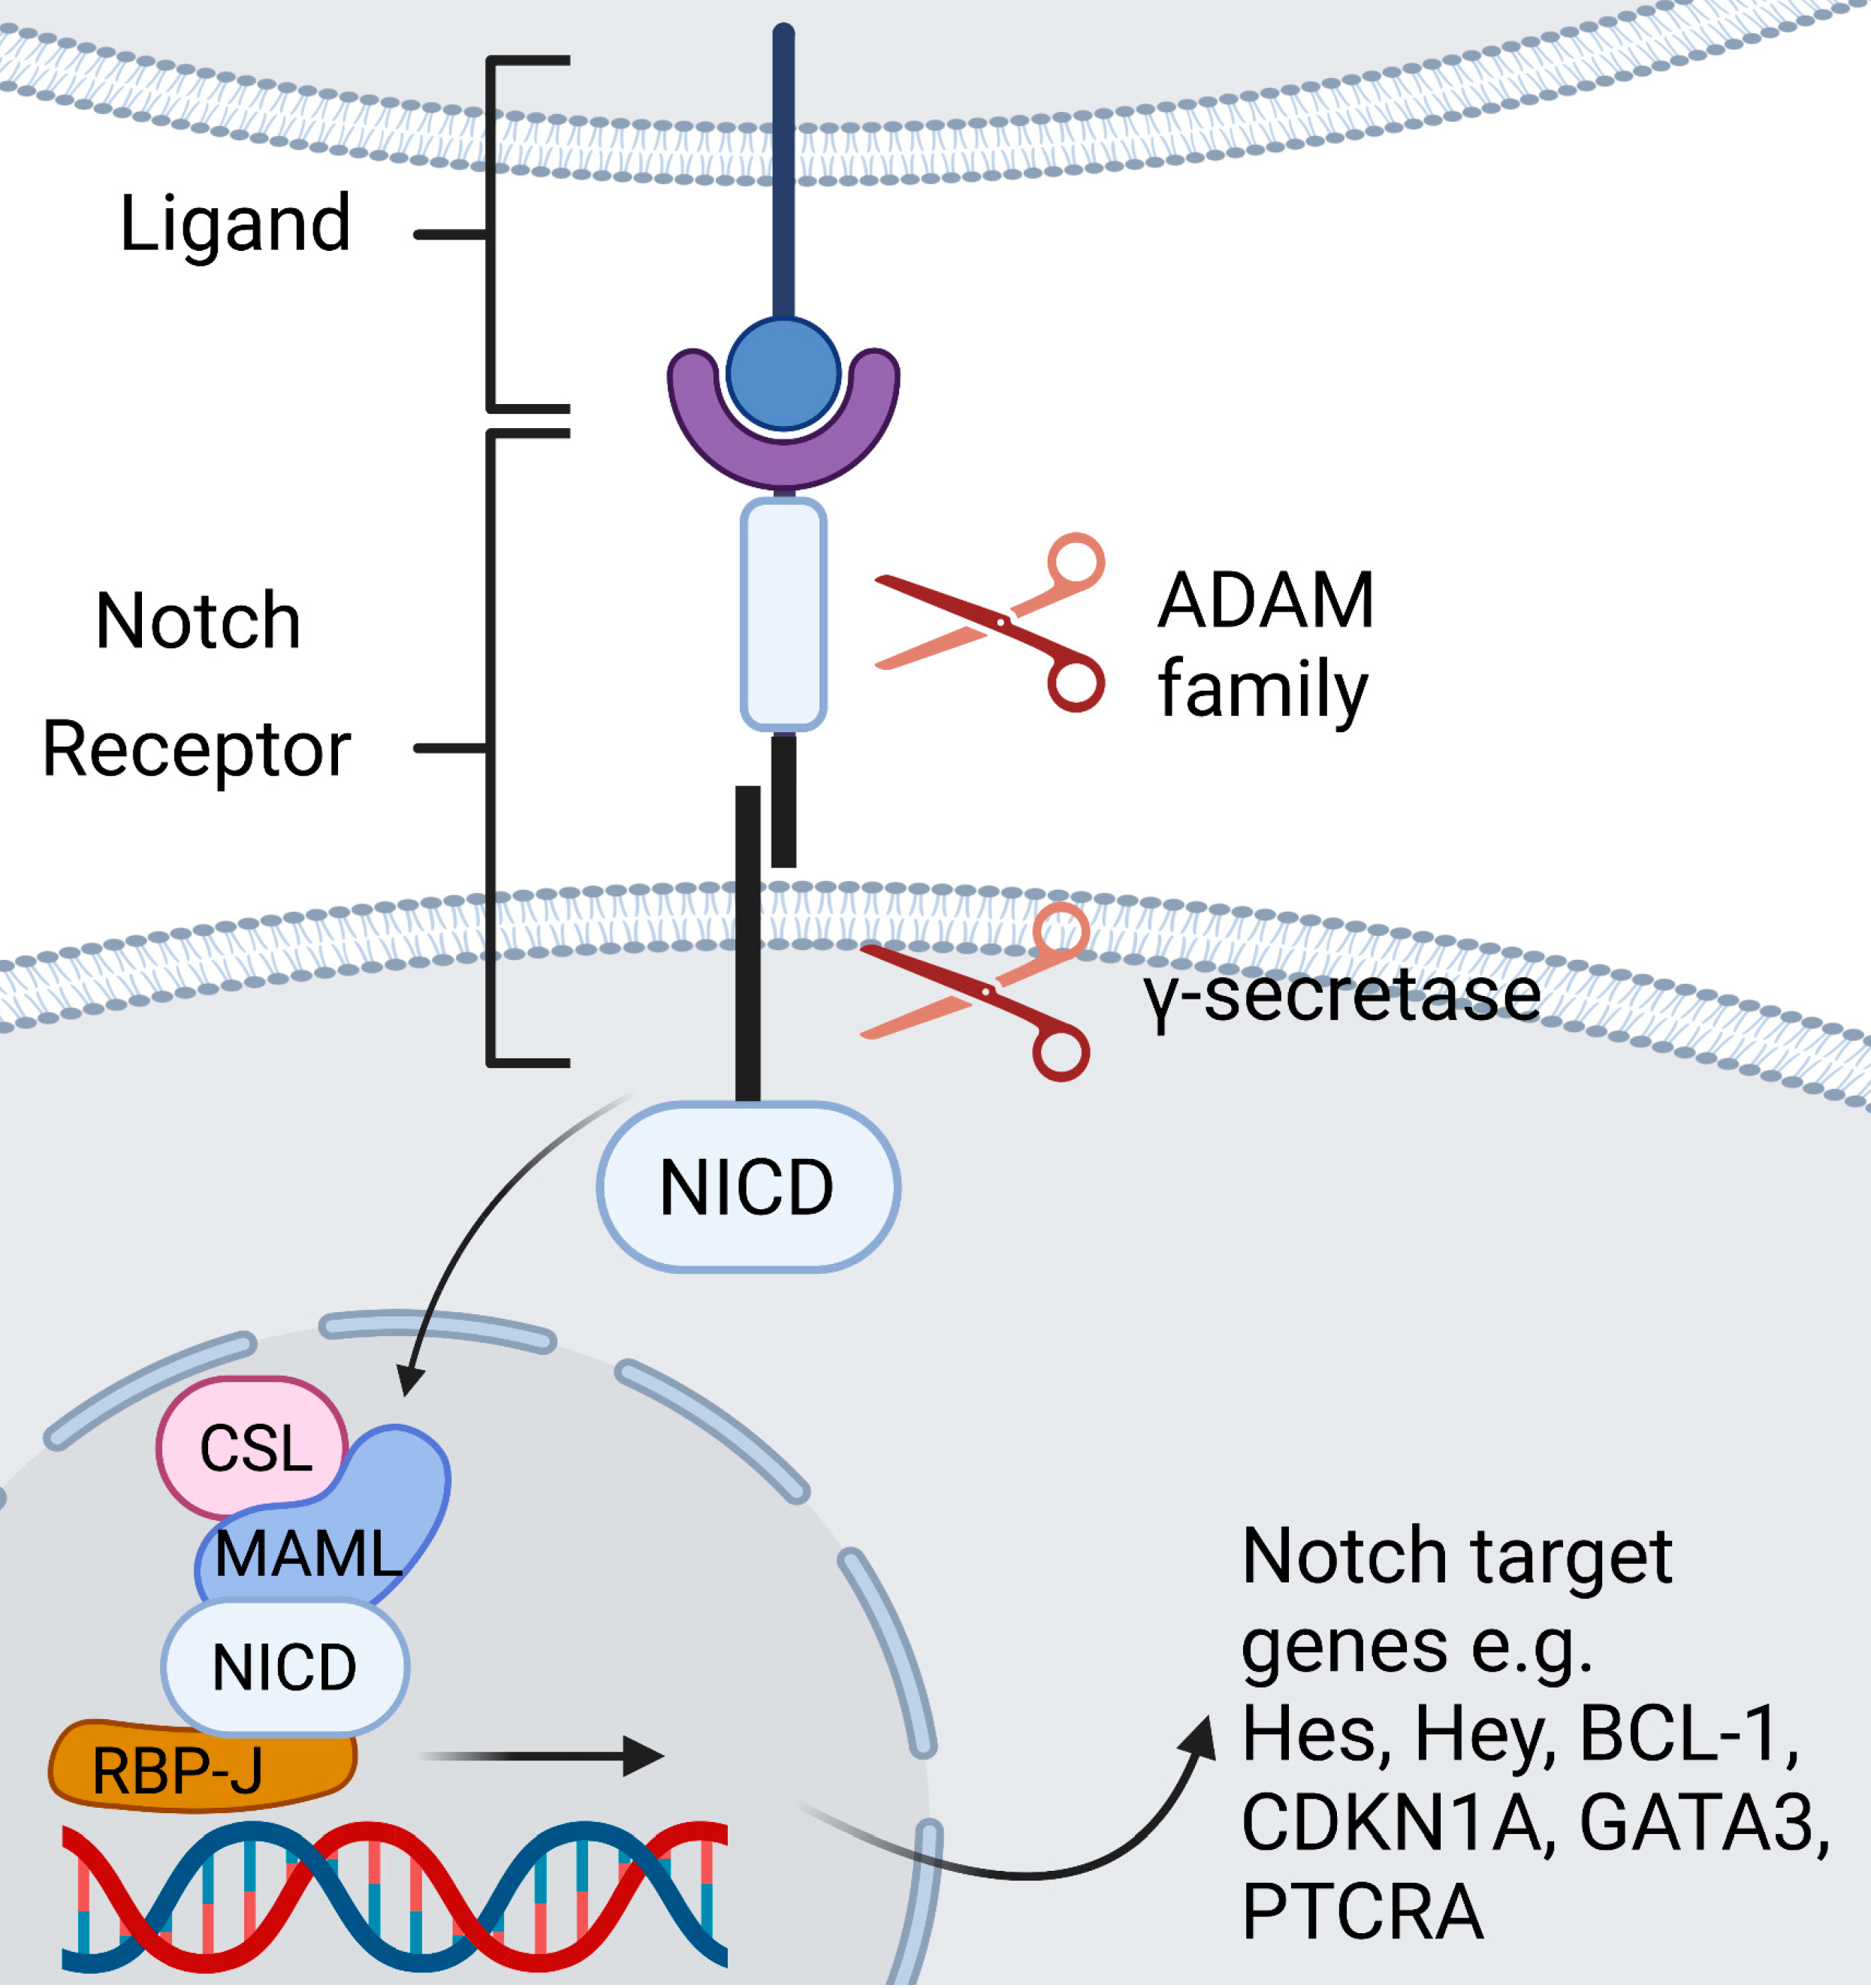 Ligand
Notch
Receptor
ADAM
family
γ-secretase
NICD
CSL
MAML
NICD
RBP-J
Notch target
genes e.g.
Hes, Hey, BCL-1,
CDKN1A, GATA3,
PTCRA